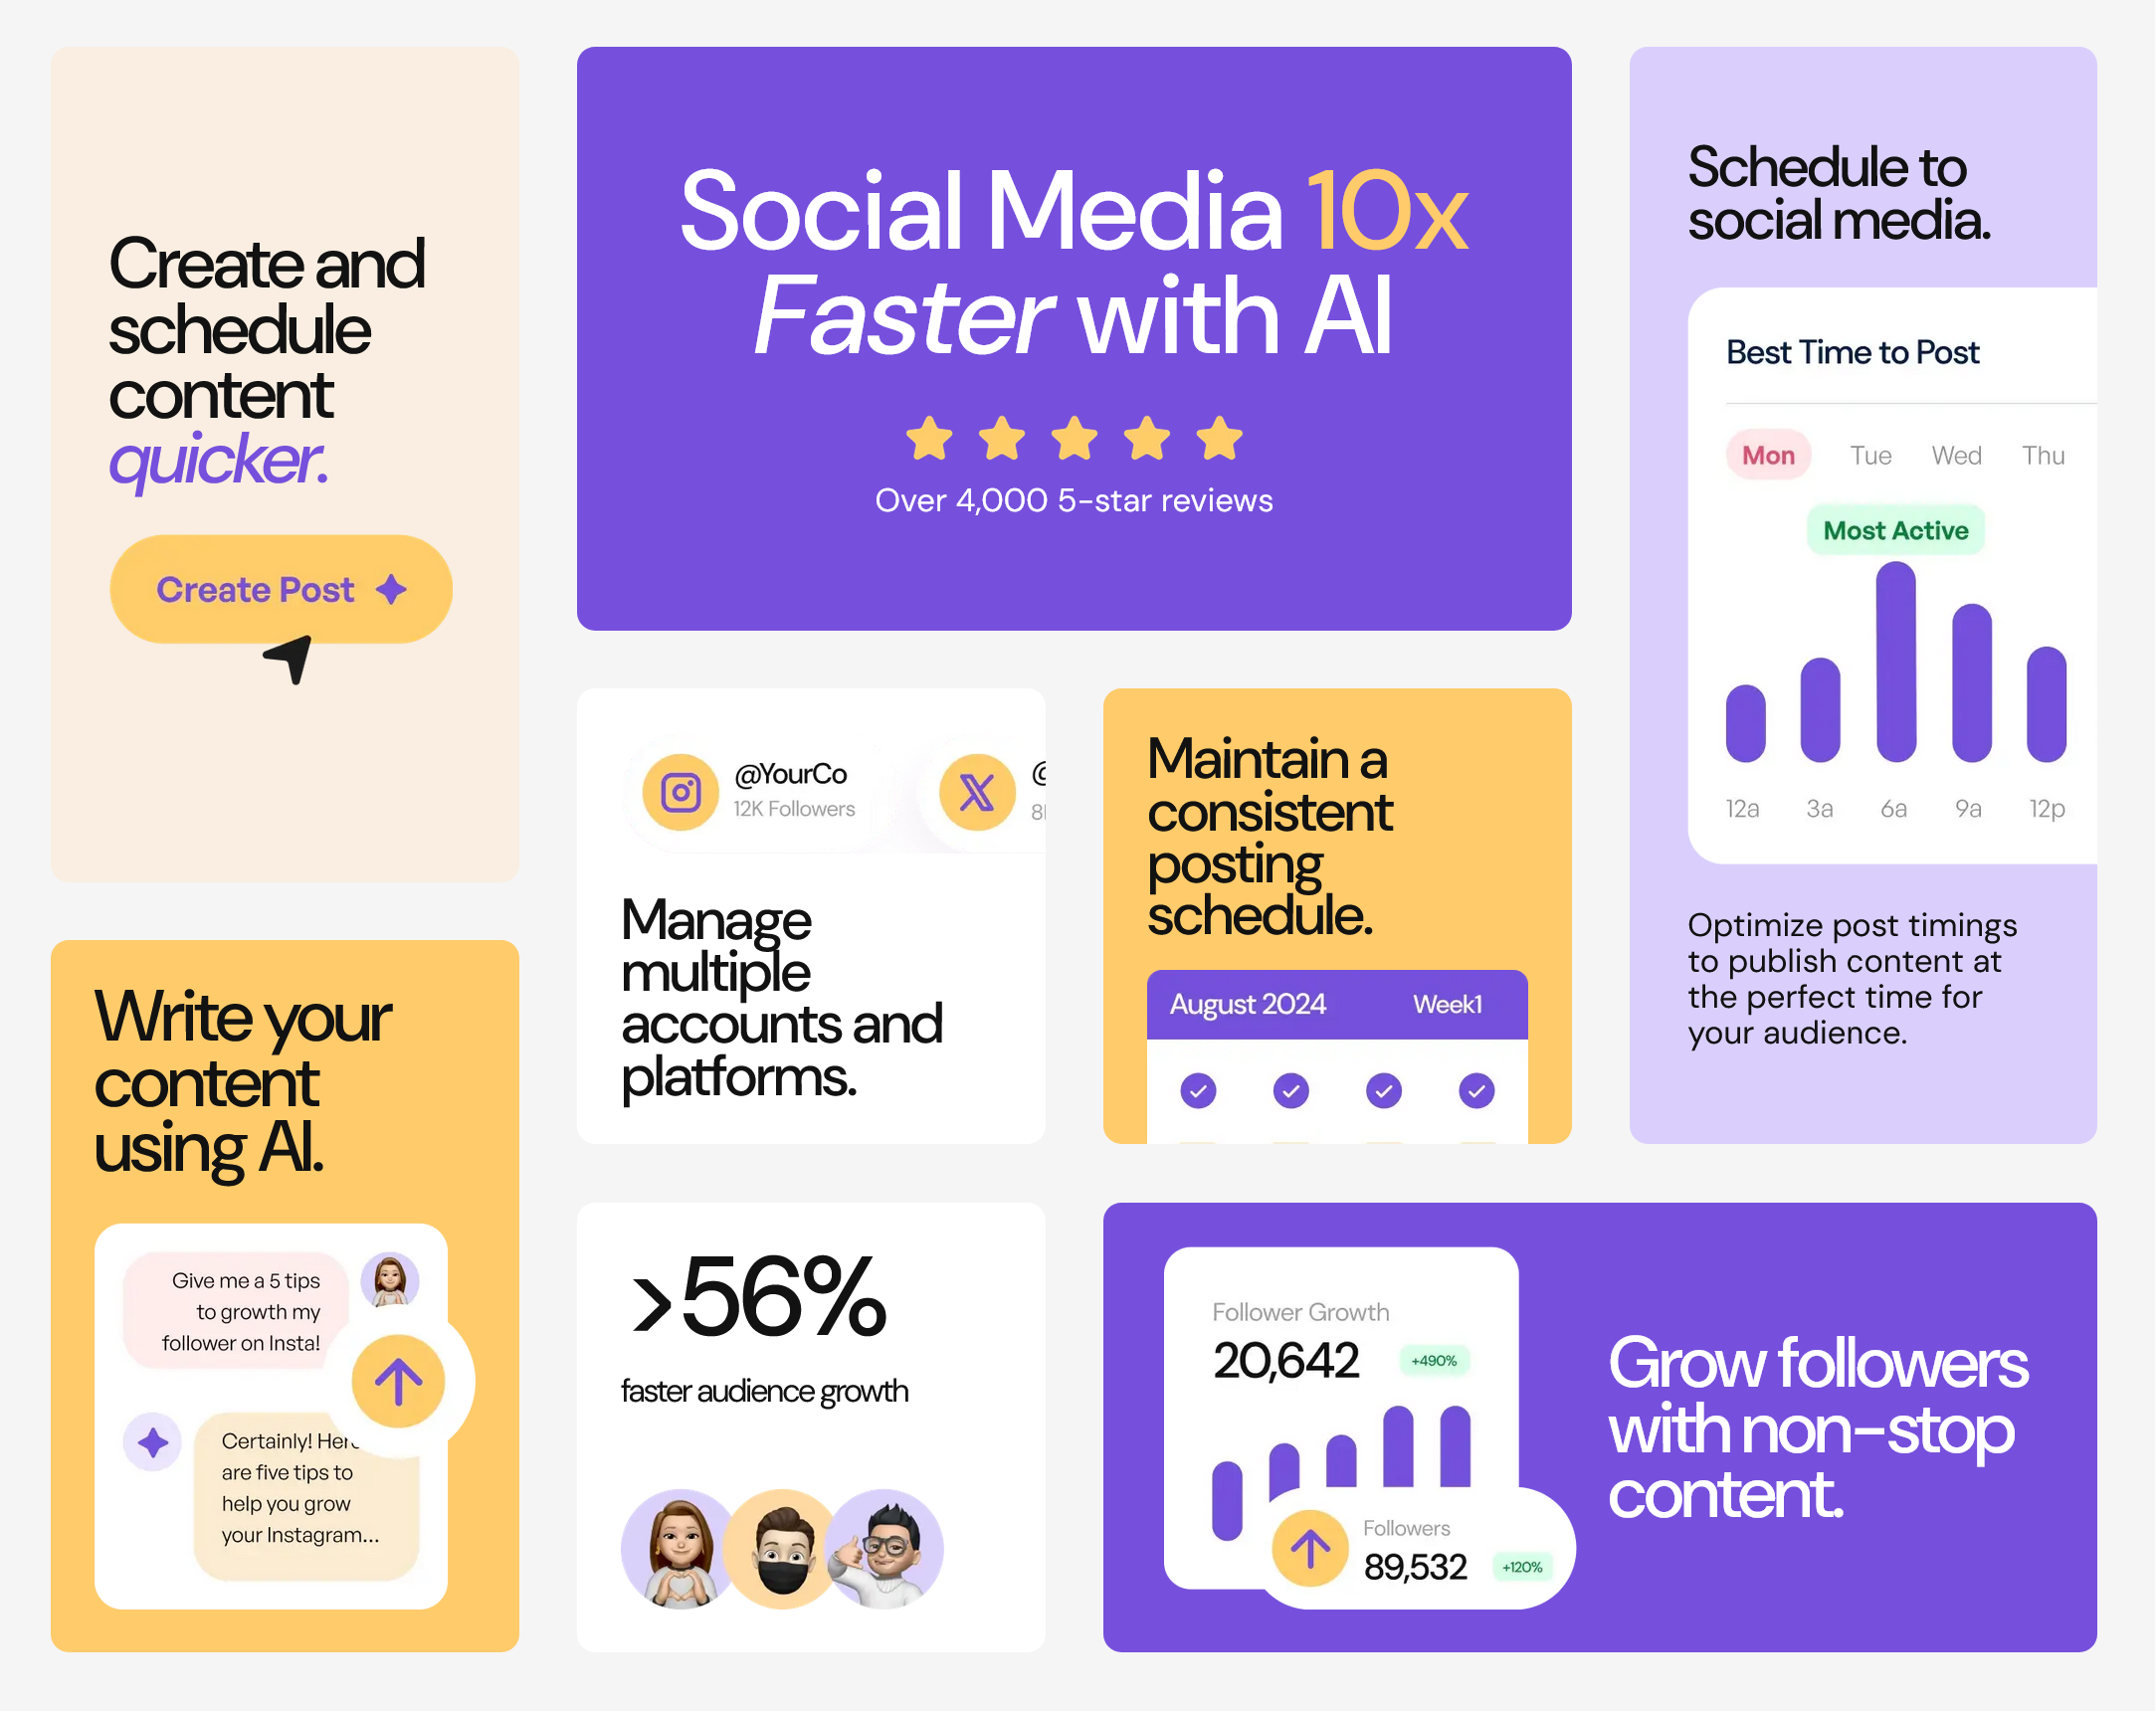 Create and
schedule
content
quicker.
Create Post
Social Media 10x
Faster with AI
Over 4,000 5-star reviews
Schedule to
social media.
Best Time to Post
Mon Tue Wed Thu
Most Active
12a 3a 6a 9a 12p
Optimize post timings
to publish content at
the perfect time for
your audience.
@YourCo
12K Followers
@
Manage
multiple
accounts and
platforms.
Maintain a
consistent
posting
schedule.
August 2024 Week1
Write your
content
using AI.
Give me a 5 tips
to growth my
follower on Insta!
Certainly!
are five tips to
help you grow
your Instagram...
>56%
faster audience growth
Follower Growth
20,642 +490%
Followers
89,532 +120%
Grow followers
with non-stop
content.